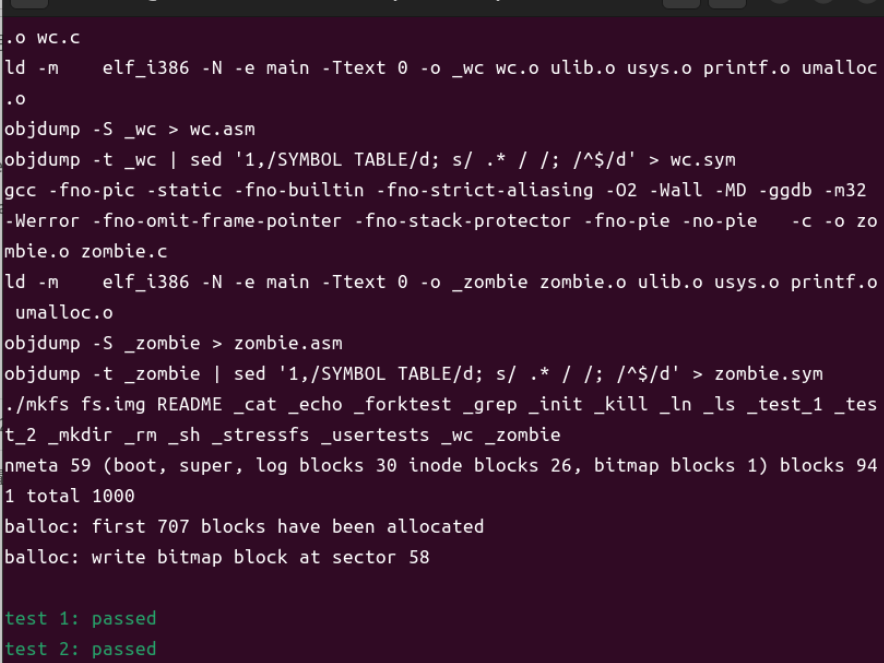 .o wc.c
ld -m    elf_i386 -N -e main -Ttext 0 -o _wc wc.o ulib.o usys.o printf.o umalloc
.o
objdump -S _wc > wc.asm
objdump -t _wc | sed '1,/SYMBOL TABLE/d; s/ .* / /; /^$/d' > wc.sym
gcc -fno-pic -static -fno-builtin -fno-strict-aliasing -O2 -Wall -MD -ggdb -m32
-Werror -fno-omit-frame-pointer -fno-stack-protector -fno-pie -no-pie   -c -o zo
mbie.o zombie.c
ld -m    elf_i386 -N -e main -Ttext 0 -o _zombie zombie.o ulib.o usys.o printf.o
 umalloc.o
objdump -S _zombie > zombie.asm
objdump -t _zombie | sed '1,/SYMBOL TABLE/d; s/ .* / /; /^$/d' > zombie.sym
./mkfs fs.img README _cat _echo _forktest _grep _init _kill _ln _ls _test_1 _tes
t_2 _mkdir _rm _sh _stressfs _usertests _wc _zombie
nmeta 59 (boot, super, log blocks 30 inode blocks 26, bitmap blocks 1) blocks 94
1 total 1000
balloc: first 707 blocks have been allocated
balloc: write bitmap block at sector 58
test 1: passed
test 2: passed